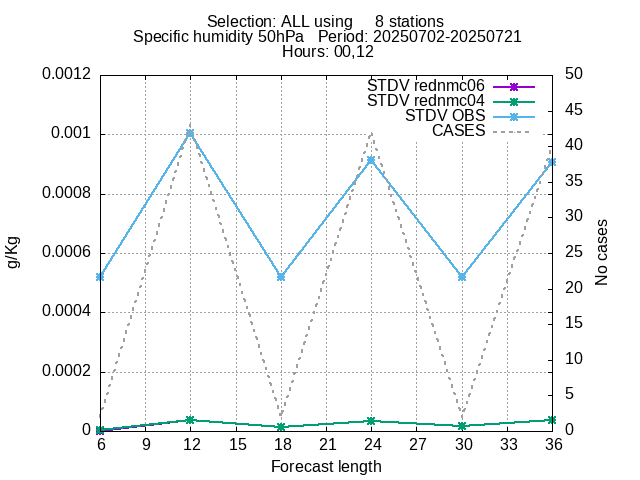 Selection: ALL using     8 stations
Specific humidity 50hPa   Period: 20250702-20250721
Hours: 00,12
STDV rednmc06
STDV rednmc04
STDV OBS
CASES
0.0012
0.001
0.0008
0.0006
0.0004
0.0002
0
g/Kg
50
45
40
35
30
25
20
15
10
5
0
No cases
6 9 12 15 18 21 24 27 30 33 36
Forecast length